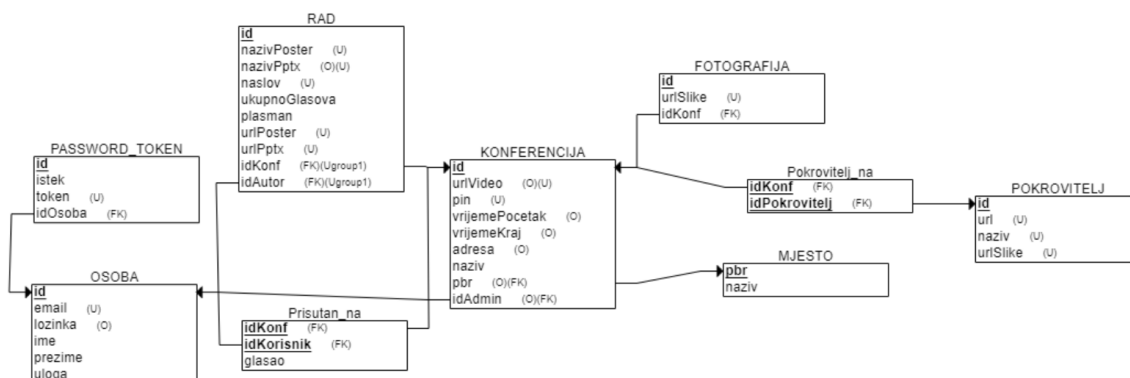 RAD
id
nazivPoster (U)
nazivPptx (O)(U)
naslov (U)
ukupnoGlasova
plasman
urlPoster (U)
urlPptx (U)
idKonf (FK)(Ugroup1)
idAutor (FK)(Ugroup1)
FOTOGRAFIJA
id
urlSlike (U)
idKonf (FK)
PASSWORD_TOKEN
id
istek
token (U)
idOsoba (FK)
KONFERENCIJA
id
urlVideo (O)(U)
pin (U)
vrijemePocetak (O)
vrijemeKraj (O)
adresa (O)
naziv
pbr (O)(FK)
idAdmin (O)(FK)
Pokrovitelj_na
idKonf (FK)
idPokrovitelj (FK)
POKROVITELJ
id
url (U)
naziv (U)
urlSlike (U)
MJESTO
pbr
naziv
OSOBA
id
email (U)
lozinka (O)
ime
prezime
uloga
Prisutan_na
idKonf (FK)
idKorisnik (FK)
glasao